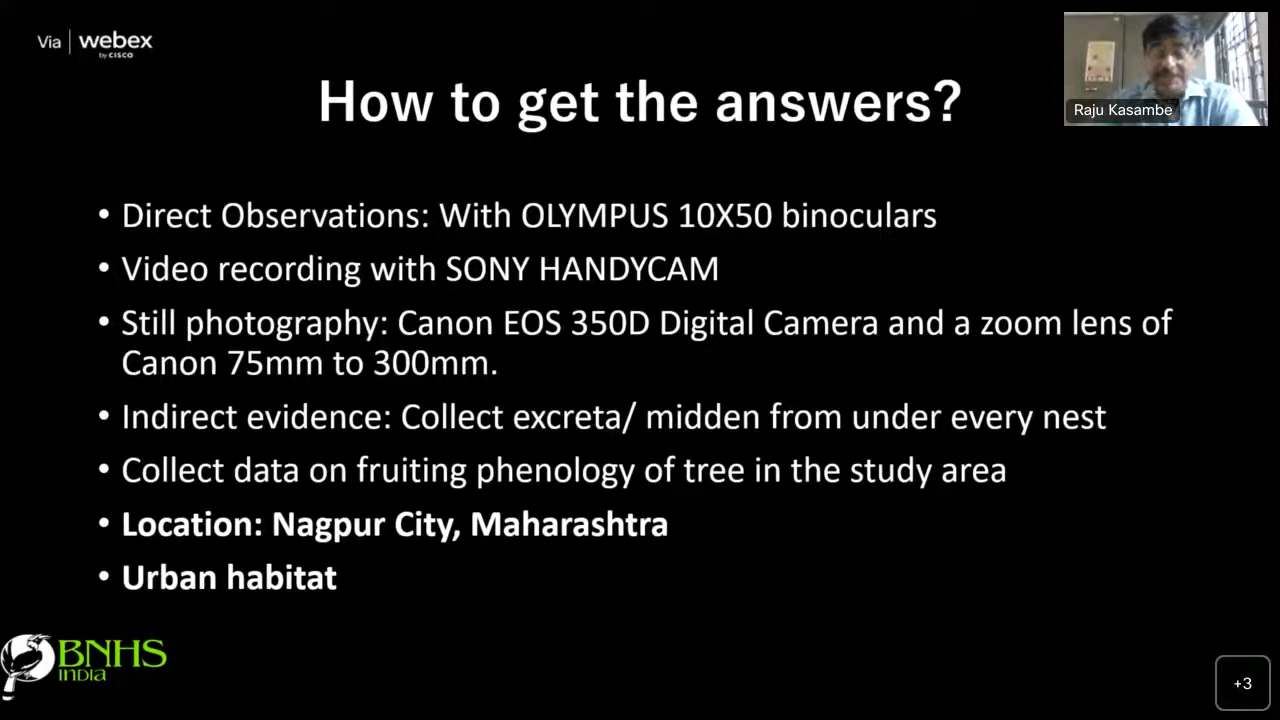 Via | webex
by CISCO
Raju Kasambe
How to get the answers?
• Direct Observations: With OLYMPUS 10X50 binoculars
• Video recording with SONY HANDYCAM
• Still photography: Canon EOS 350D Digital Camera and a zoom lens of
Canon 75mm to 300mm.
• Indirect evidence: Collect excreta/ midden from under every nest
• Collect data on fruiting phenology of tree in the study area
• Location: Nagpur City, Maharashtra
• Urban habitat
BNHS
INDIA
+3